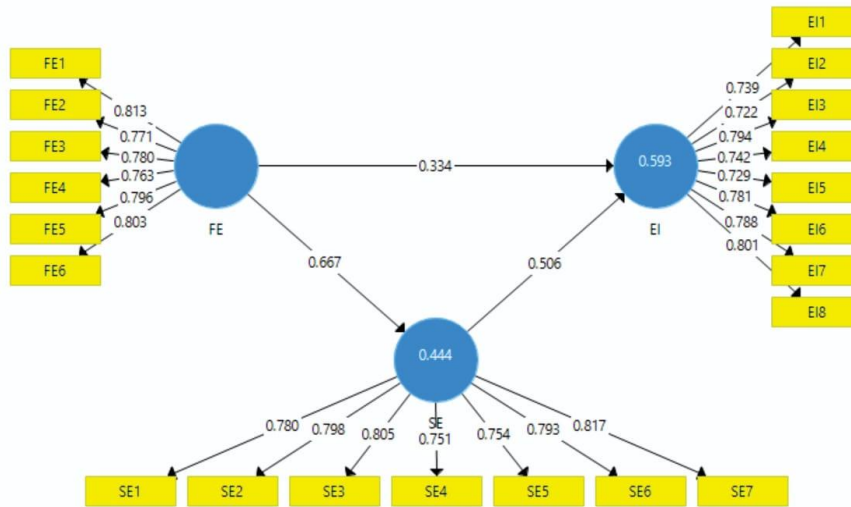 EI1
FE1
EI2
0.739
FE2
0.813
0.722
EI3
0.771
0.794
FE3
0.780
0.593
0.742
EI4
0.334
0.763
0.729
FE4
0.796
0.781
EI5
FE5
0.803
0.788
EI6
FE
EI
0.801
FE6
0.667
0.506
EI7
EI8
0.444
SE
0.780
0.798
0.805
0.751
0.754
0.793
0.817
SE1
SE2
SE3
SE4
SE5
SE6
SE7